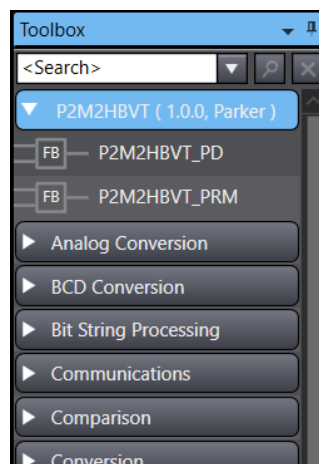 Toolbox
<Search>
P2M2HBVT ( 1.0.0, Parker )
FB P2M2HBVT_PD
FB P2M2HBVT_PRM
Analog Conversion
BCD Conversion
Bit String Processing
Communications
Comparison
Conversion